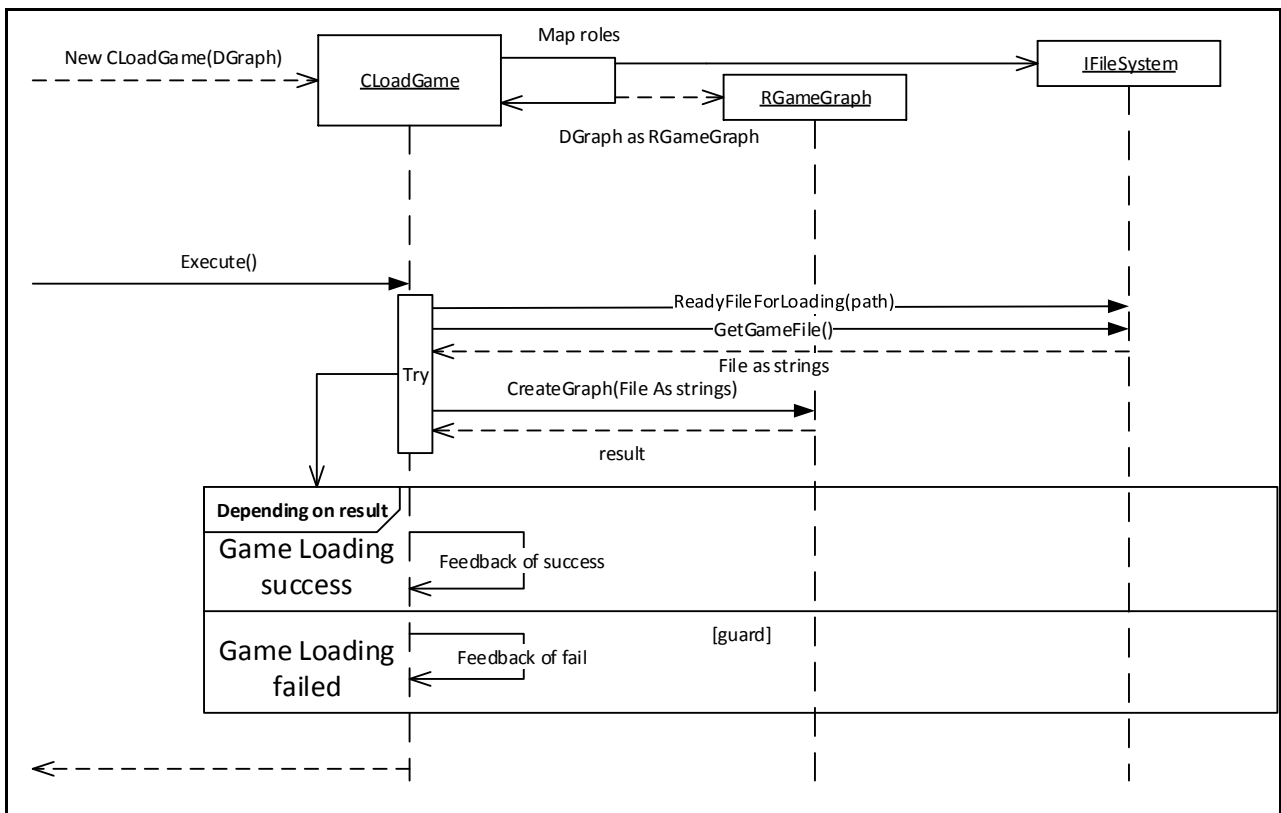 Map roles
New CLoadGame(DGraph)
CLoadGame
IFileSystem
RGameGraph
DGraph as RGameGraph
Execute()
ReadyFileForLoading(path)
GetGameFile()
File as strings
Try
CreateGraph(File As strings)
result
Depending on result
Game Loading
success
Feedback of success
[guard]
Game Loading
failed
Feedback of fail